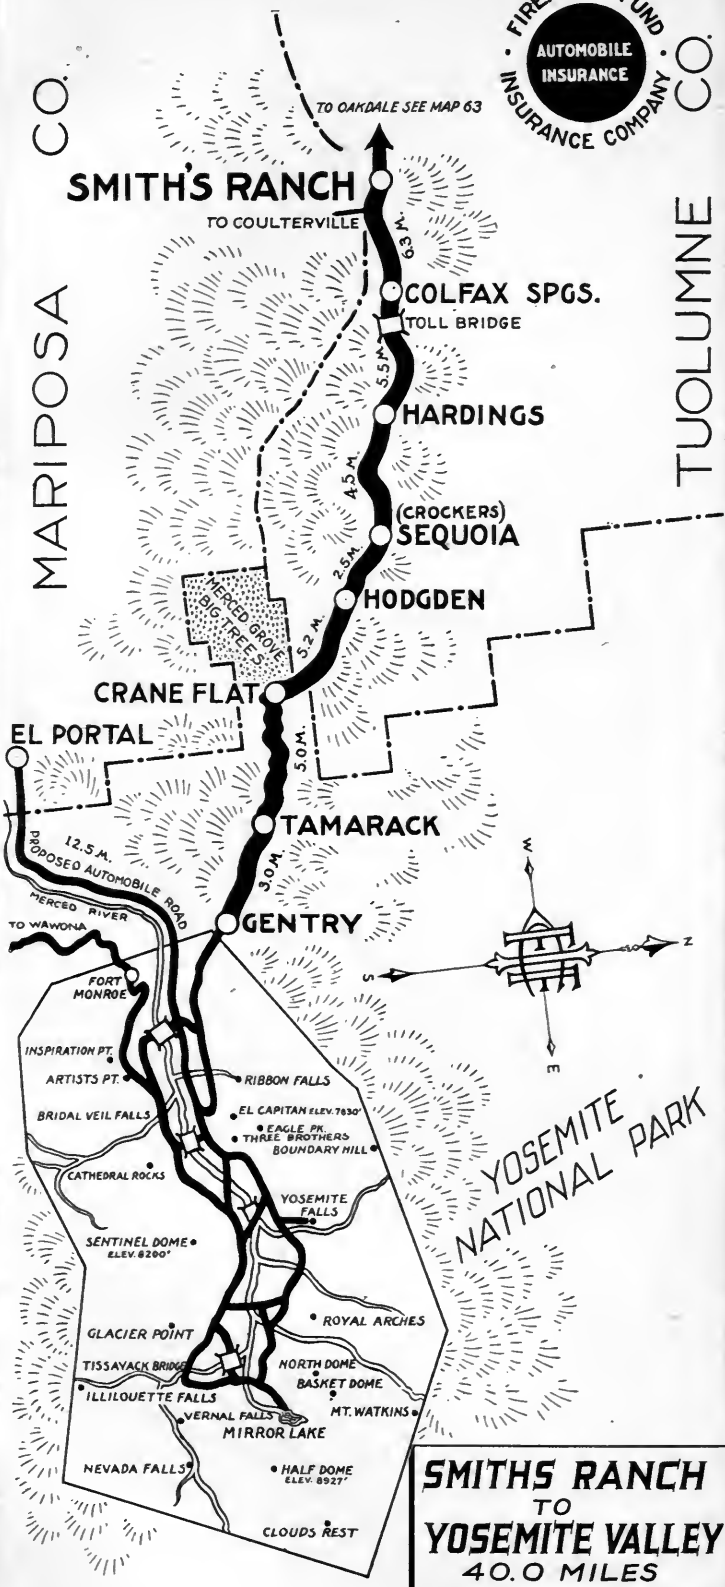 FUND
AUTOMOBILE
INSURANCE
INSURANCE COMPANY
CO.
CO.
MARIPOSA
TUOLUMNE
TO OAKDALE SEE MAP 63
SMITH'S RANCH
TO COULTERVILLE
6.3 M.
COLFAX SPGS.
TOLL BRIDGE
5.5 M.
HARDINGS
4.5 M.
(CROCKERS)
SEQUOIA
2.5 M.
HODGDEN
MERCED GROVE
BIG TREES
5.2 M.
CRANE FLAT
EL PORTAL
5.0 M.
TAMARACK
12.5 M.
PROPOSED AUTOMOBILE ROAD
3.0 M.
MERCED RIVER
GENTRY
TO WAWONA
W
N
S
E
FORT
MONROE
INSPIRATION PT.
ARTISTS PT.
RIBBON FALLS
BRIDAL VEIL FALLS
EL CAPITAN ELEV. 7630'
EAGLE PK.
THREE BROTHERS
BOUNDARY HILL
CATHEDRAL ROCKS
YOSEMITE
FALLS
YOSEMITE
NATIONAL PARK
SENTINEL DOME
ELEV. 8200'
ROYAL ARCHES
GLACIER POINT
TISSAYACK BRIDGE
NORTH DOME
BASKET DOME
ILLILOUETTE FALLS
MT. WATKINS
VERNAL FALLS
MIRROR LAKE
NEVADA FALLS
HALF DOME
ELEV. 8927'
CLOUDS REST
SMITHS RANCH
TO
YOSEMITE VALLEY
40.0 MILES